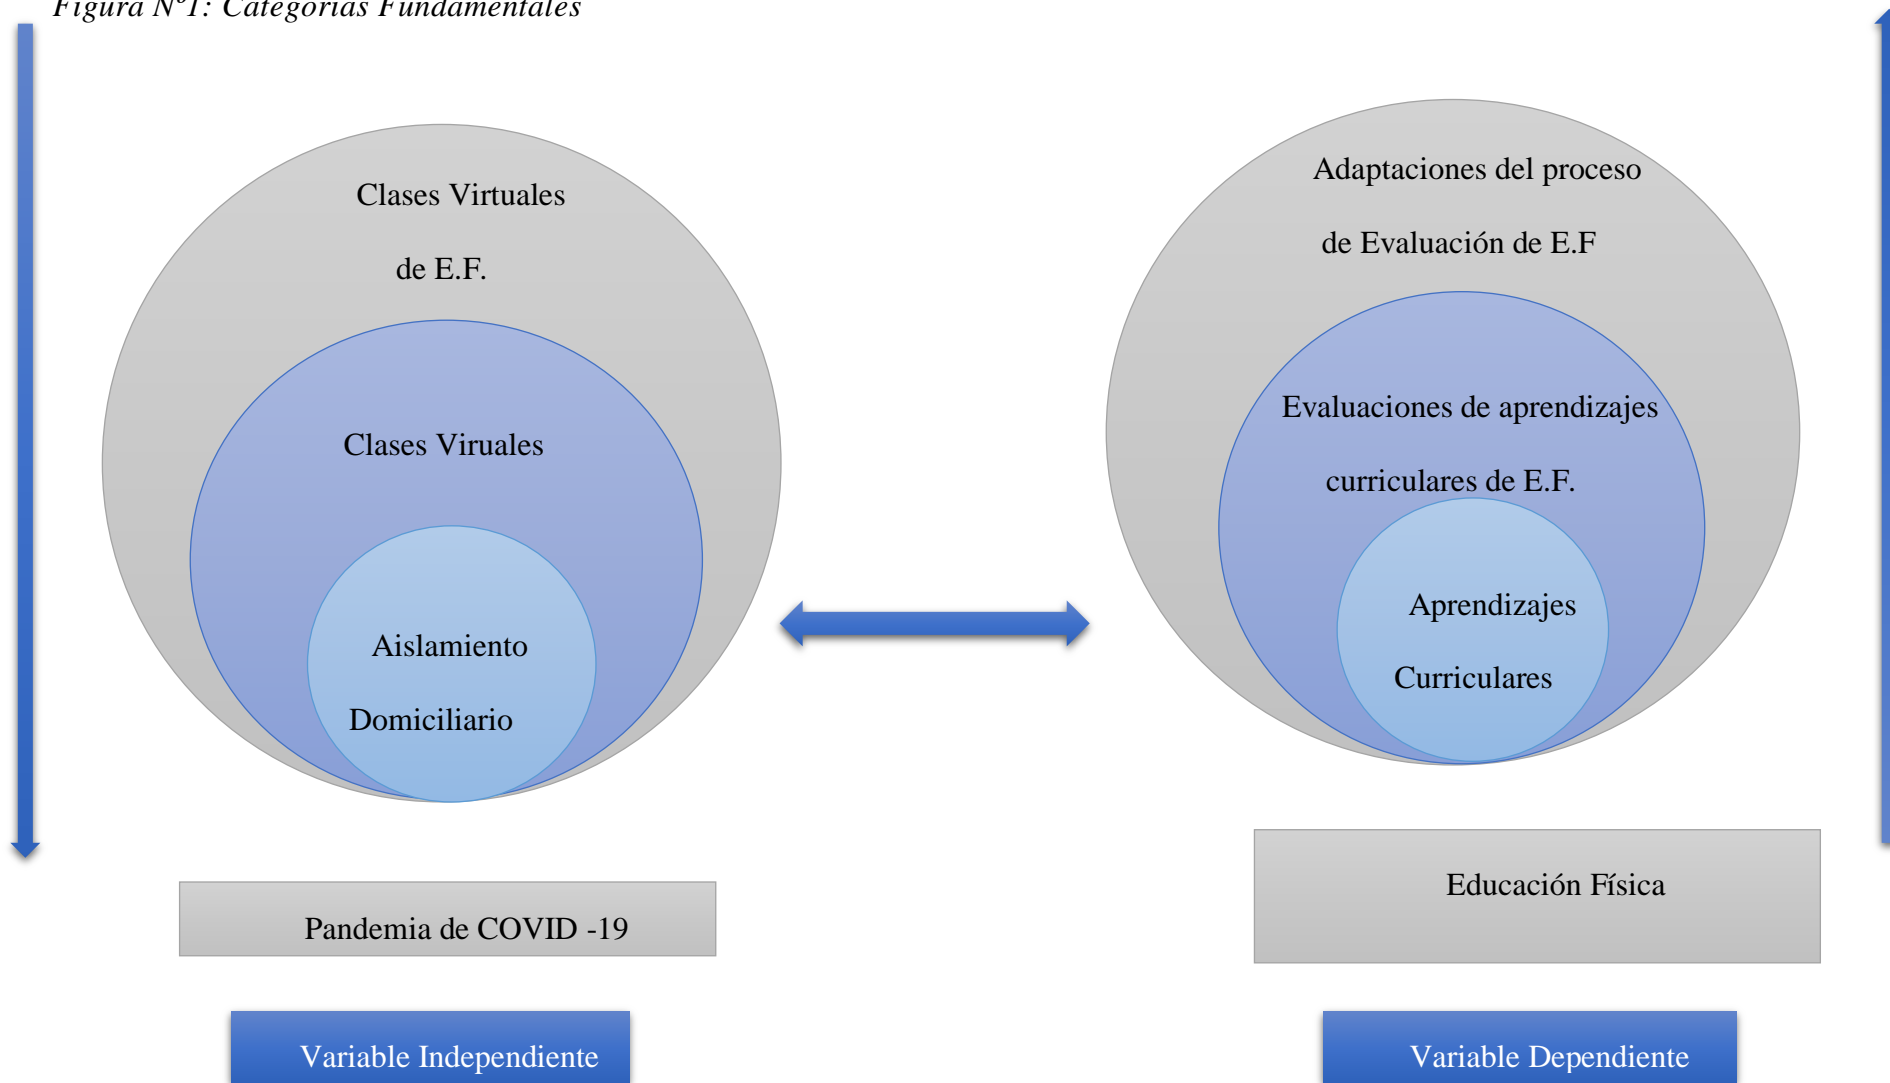 Figura Nº1: Categorías Fundamentales
Clases Virtuales
de E.F.
Clases Viruales
Aislamiento
Domiciliario
Pandemia de COVID -19
Variable Independiente
Adaptaciones del proceso
de Evaluación de E.F
Evaluaciones de aprendizajes
curriculares de E.F.
Aprendizajes
Curriculares
Educación Física
Variable Dependiente